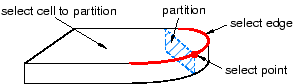 partition
select cell to partition
select edge
select point